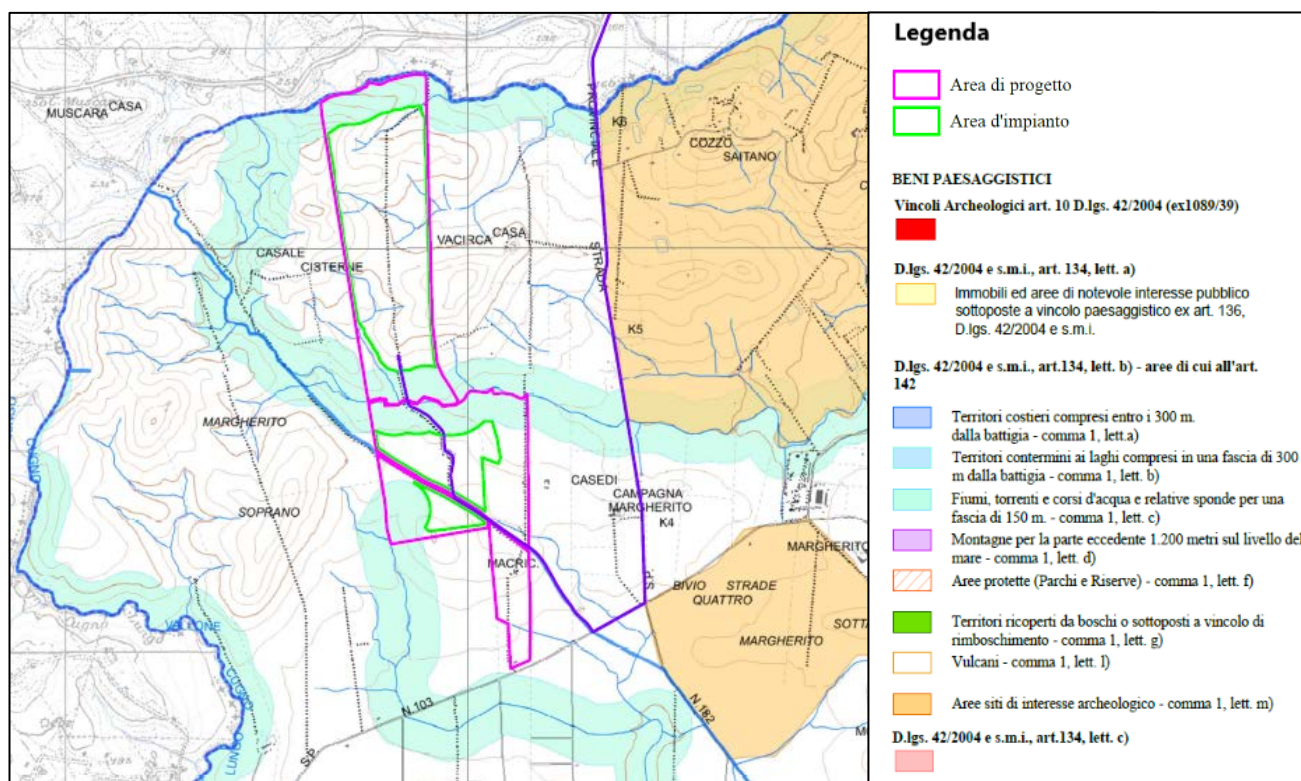 MUSCARA CASA
CASALE
CISTERNE
VACIRCA CASA
PROVINCIALE
STRADA
K6
COZZO
SAITANO
K5
MARGHERITO
SOPRANO
CASEDI
CAMPAGNA
MARGHERITO
K4
MACRIC.
BIVIO STRADE
QUATTRO
MARGHERITO
MARGHERITO
SOTTA
S.P.
N.182
S.P. N.103
VALLONE
LUNGO CUGNO
CUGNO
Legenda
Area di progetto
Area d'impianto
BENI PAESAGGISTICI
Vincoli Archeologici art. 10 D.lgs. 42/2004 (ex1089/39)
D.lgs. 42/2004 e s.m.i., art. 134, lett. a)
Immobili ed aree di notevole interesse pubblico
sottoposte a vincolo paesaggistico ex art. 136,
D.lgs. 42/2004 e s.m.i.
D.lgs. 42/2004 e s.m.i., art.134, lett. b) - aree di cui all'art.
142
Territori costieri compresi entro i 300 m.
dalla battigia - comma 1, lett.a)
Territori contermini ai laghi compresi in una fascia di 300
m dalla battigia - comma 1, lett. b)
Fiumi, torrenti e corsi d'acqua e relative sponde per una
fascia di 150 m. - comma 1, lett. c)
Montagne per la parte eccedente 1.200 metri sul livello del
mare - comma 1, lett. d)
Aree protette (Parchi e Riserve) - comma 1, lett. f)
Territori ricoperti da boschi o sottoposti a vincolo di
rimboschimento - comma 1, lett. g)
Vulcani - comma 1, lett. l)
Aree siti di interesse archeologico - comma 1, lett. m)
D.lgs. 42/2004 e s.m.i., art.134, lett. c)